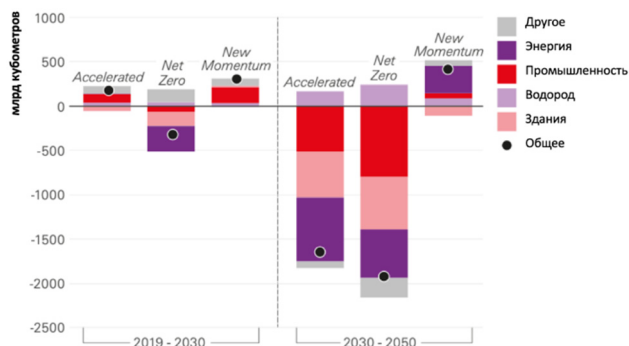 млрд кубометров
1000
500
0
-500
-1000
-1500
-2000
-2500
Accelerated
Net
Zero
New
Momentum
Accelerated
Net
Zero
New
Momentum
2019 - 2030
2030 - 2050
Другое
Энергия
Промышленность
Водород
Здания
Общее